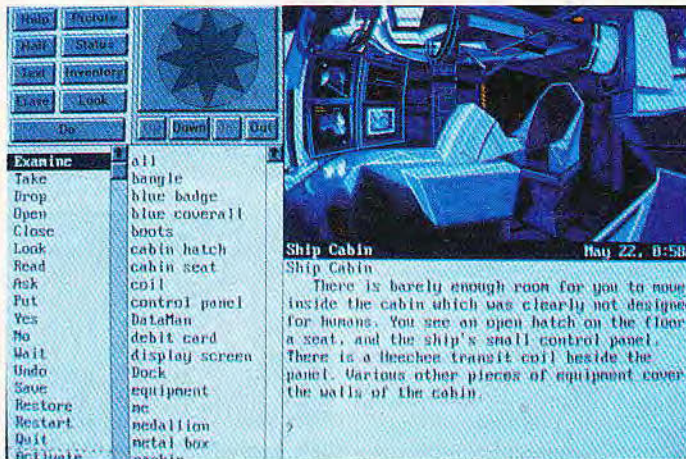 Help Picture
Half Status
Text Inventory
Erase Look
Do
Up Down In Out
Examine
Take
Drop
Open
Close
Look
Read
Ask
Put
Yes
No
Wait
Undo
Save
Restore
Restart
Quit
Activate
all
bangle
blue badge
blue coverall
boots
cabin hatch
cabin seat
coil
control panel
DataMan
debit card
display screen
Dock
equipment
me
medallion
metal box
Ship Cabin May 22, 0:58
Ship Cabin
There is barely enough room for you to move
inside the cabin which was clearly not designe
for humans. You see an open hatch on the floor
a seat, and the ship's small control panel.
There is a Heechee transit coil beside the
panel. Various other pieces of equipment cover
the walls of the cabin.
>